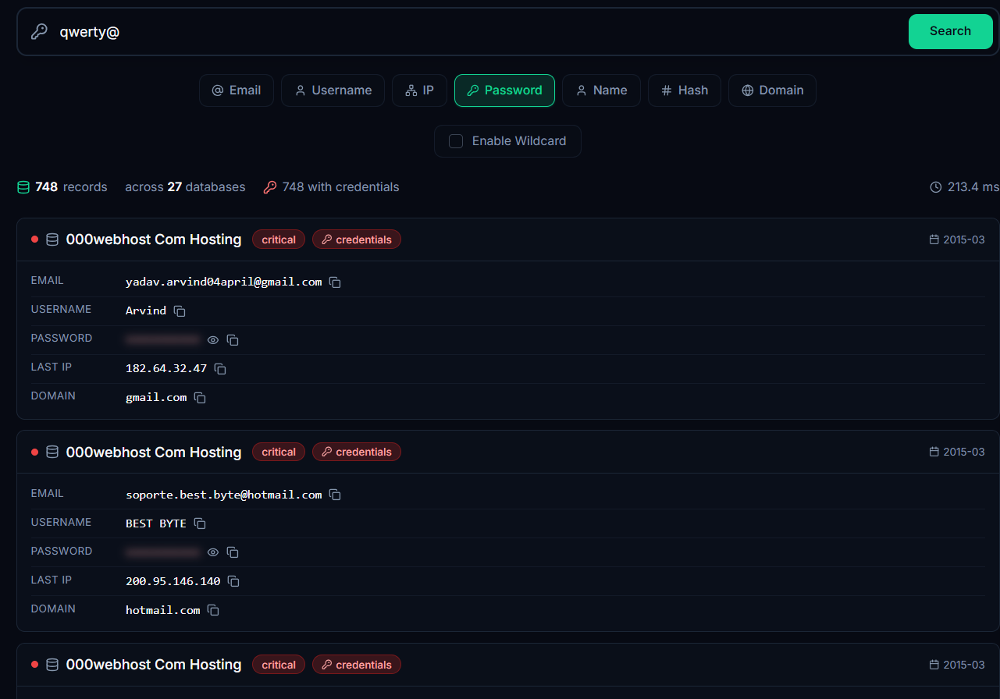 qwerty@ Search
Email Username IP Password Name Hash Domain
Enable Wildcard
748 records across 27 databases 748 with credentials 213.4 ms
000webhost Com Hosting critical credentials 2015-03
EMAIL yadav.arvind04april@gmail.com
USERNAME Arvind
PASSWORD
LAST IP 182.64.32.47
DOMAIN gmail.com
000webhost Com Hosting critical credentials 2015-03
EMAIL soporte.best.byte@hotmail.com
USERNAME BEST BYTE
PASSWORD
LAST IP 200.95.146.140
DOMAIN hotmail.com
000webhost Com Hosting critical credentials 2015-03